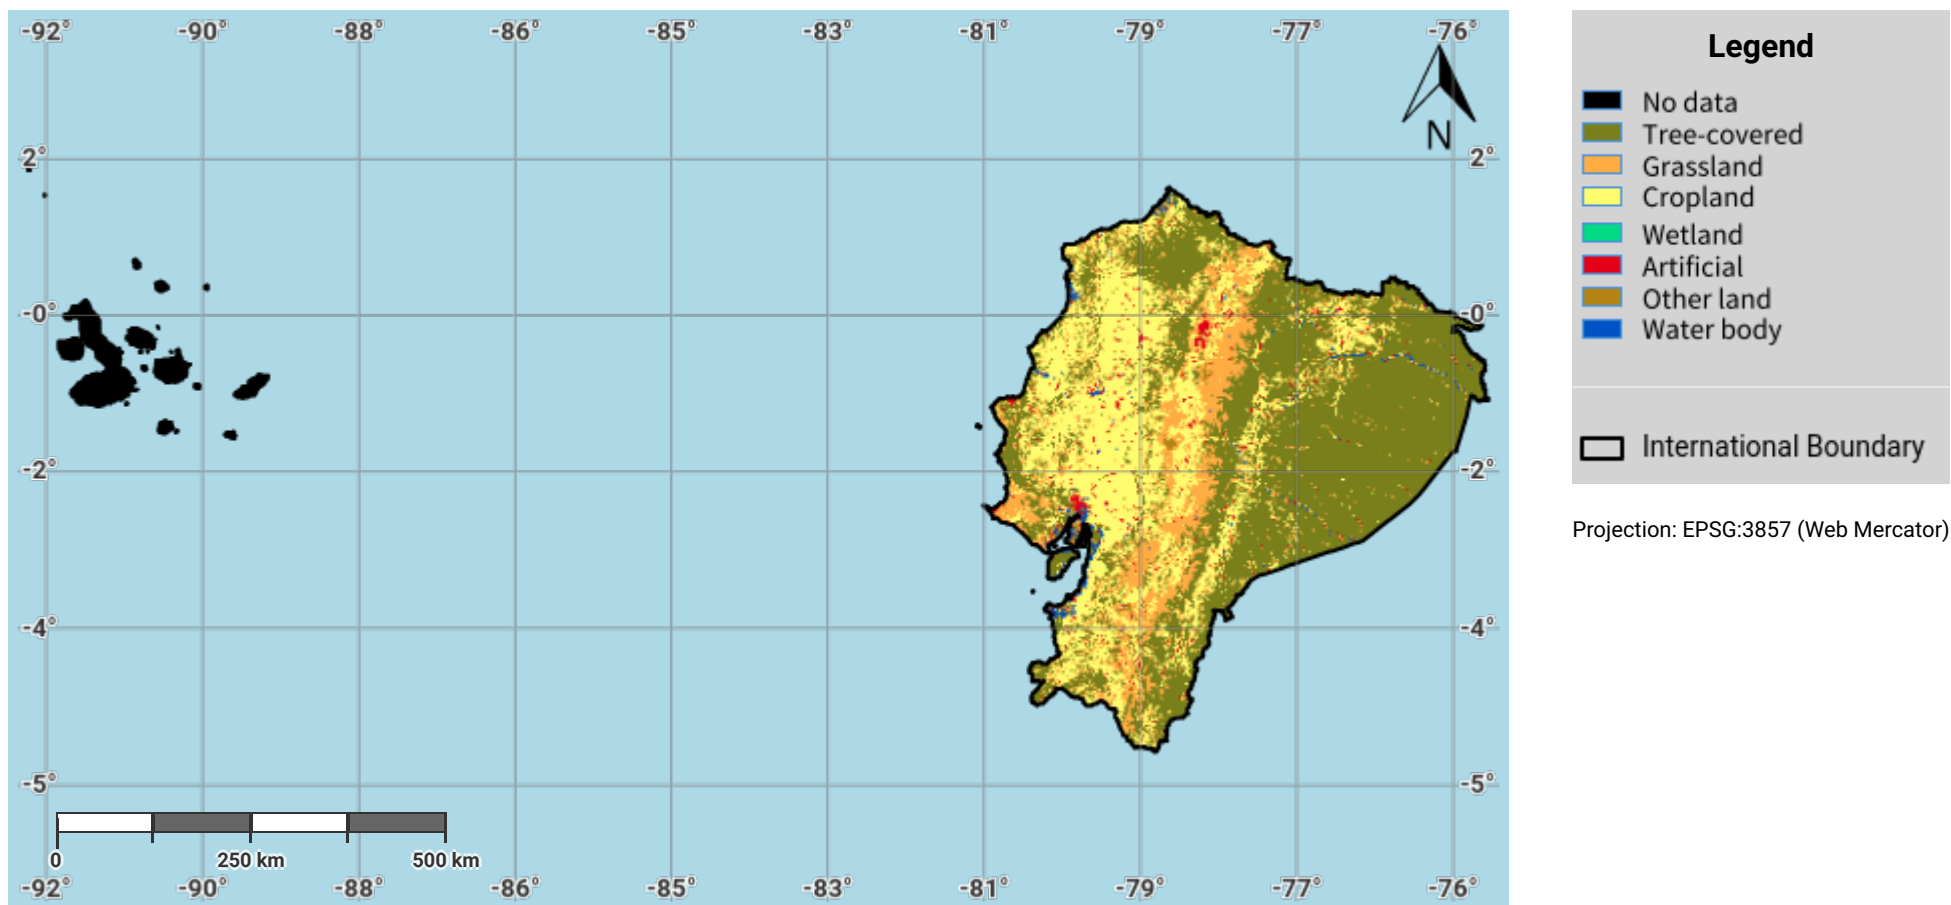 -92° -90° -88° -86° -85° -83° -81° -79° -77° -76°
N
2° 2°
-0° -0°
-2° -2°
-4° -4°
-5° -5°
0 250 km 500 km
-92° -90° -88° -86° -85° -83° -81° -79° -77° -76°
Legend
No data
Tree-covered
Grassland
Cropland
Wetland
Artificial
Other land
Water body
International Boundary
Projection: EPSG:3857 (Web Mercator)